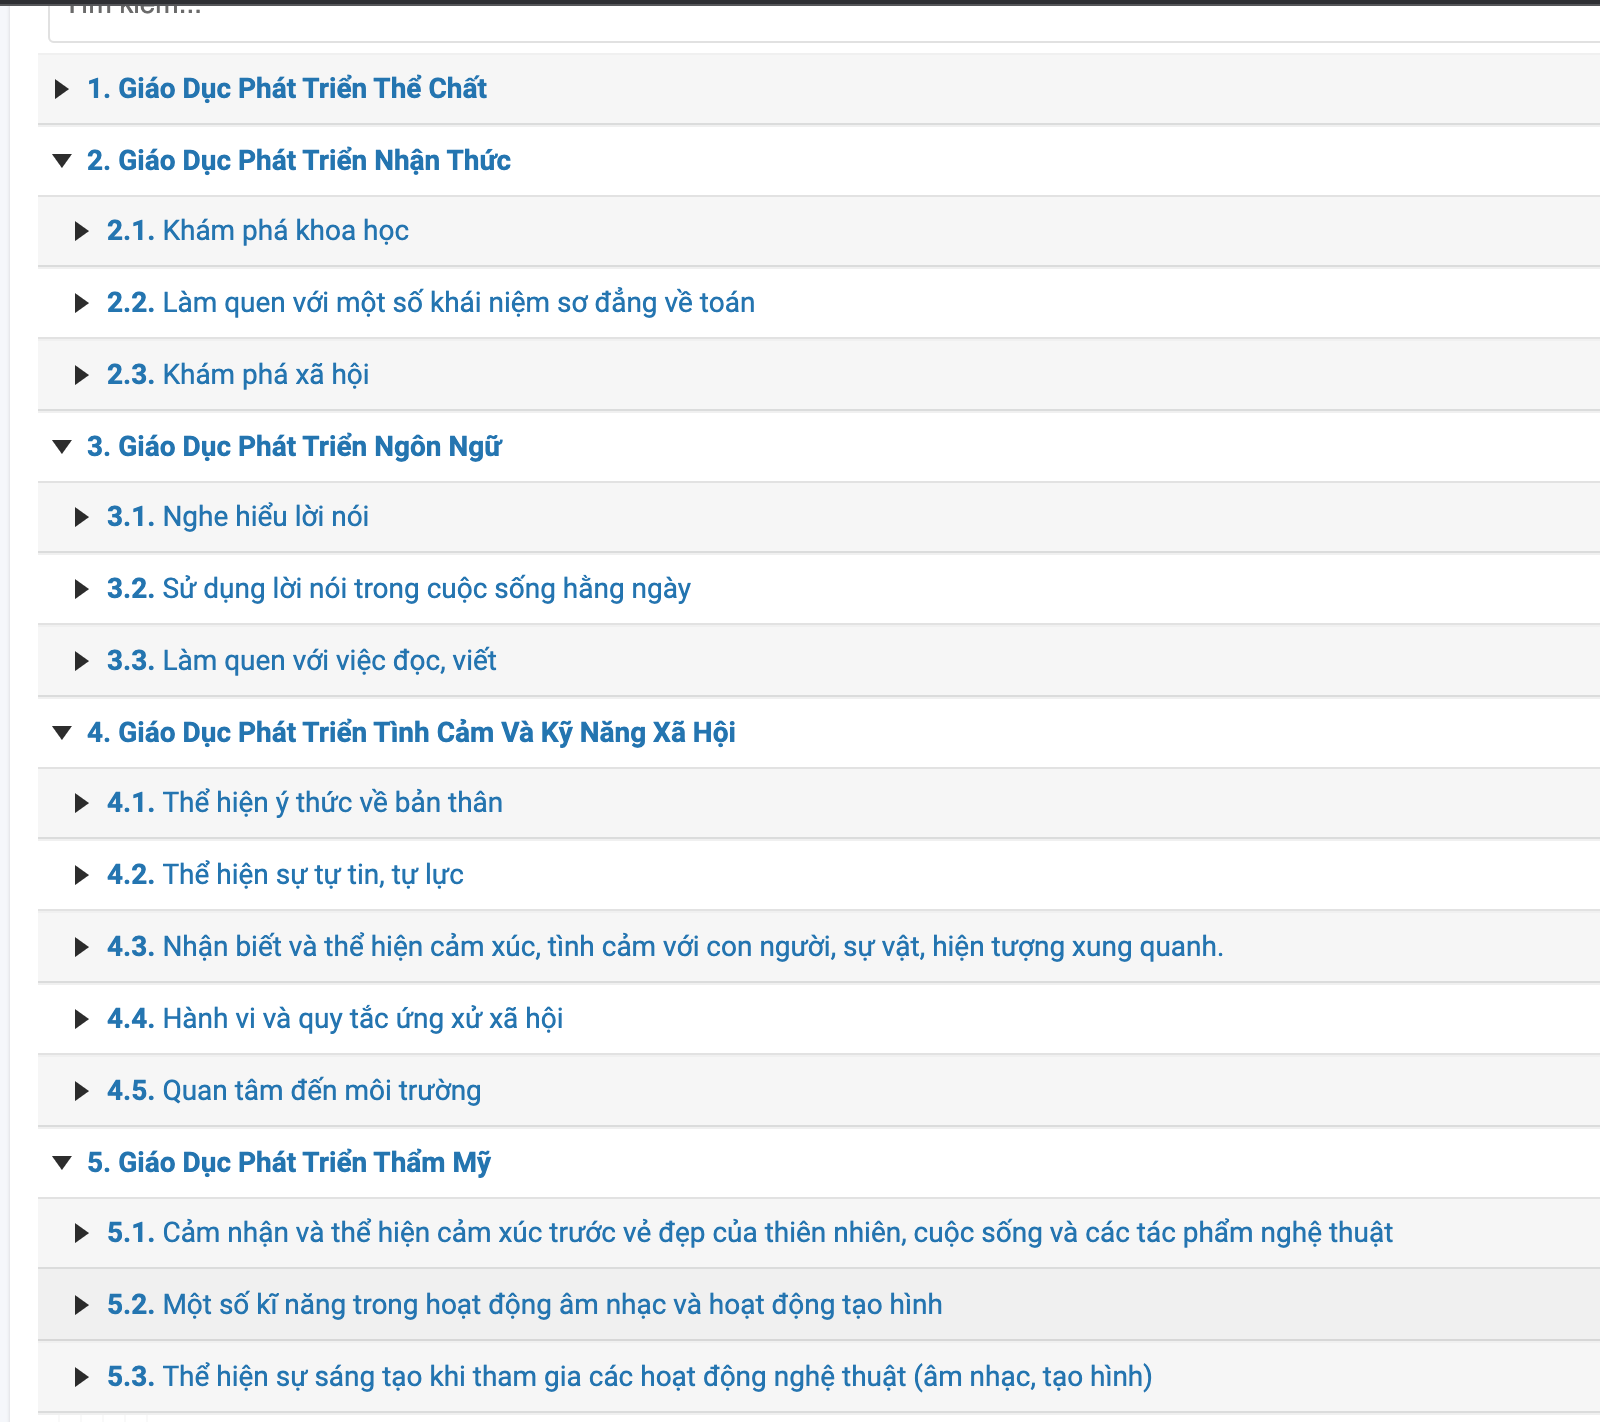 Tìm kiếm...
1. Giáo Dục Phát Triển Thể Chất
2. Giáo Dục Phát Triển Nhận Thức
2.1. Khám phá khoa học
2.2. Làm quen với một số khái niệm sơ đẳng về toán
2.3. Khám phá xã hội
3. Giáo Dục Phát Triển Ngôn Ngữ
3.1. Nghe hiểu lời nói
3.2. Sử dụng lời nói trong cuộc sống hằng ngày
3.3. Làm quen với việc đọc, viết
4. Giáo Dục Phát Triển Tình Cảm Và Kỹ Năng Xã Hội
4.1. Thể hiện ý thức về bản thân
4.2. Thể hiện sự tự tin, tự lực
4.3. Nhận biết và thể hiện cảm xúc, tình cảm với con người, sự vật, hiện tượng xung quanh.
4.4. Hành vi và quy tắc ứng xử xã hội
4.5. Quan tâm đến môi trường
5. Giáo Dục Phát Triển Thẩm Mỹ
5.1. Cảm nhận và thể hiện cảm xúc trước vẻ đẹp của thiên nhiên, cuộc sống và các tác phẩm nghệ thuật
5.2. Một số kĩ năng trong hoạt động âm nhạc và hoạt động tạo hình
5.3. Thể hiện sự sáng tạo khi tham gia các hoạt động nghệ thuật (âm nhạc, tạo hình)